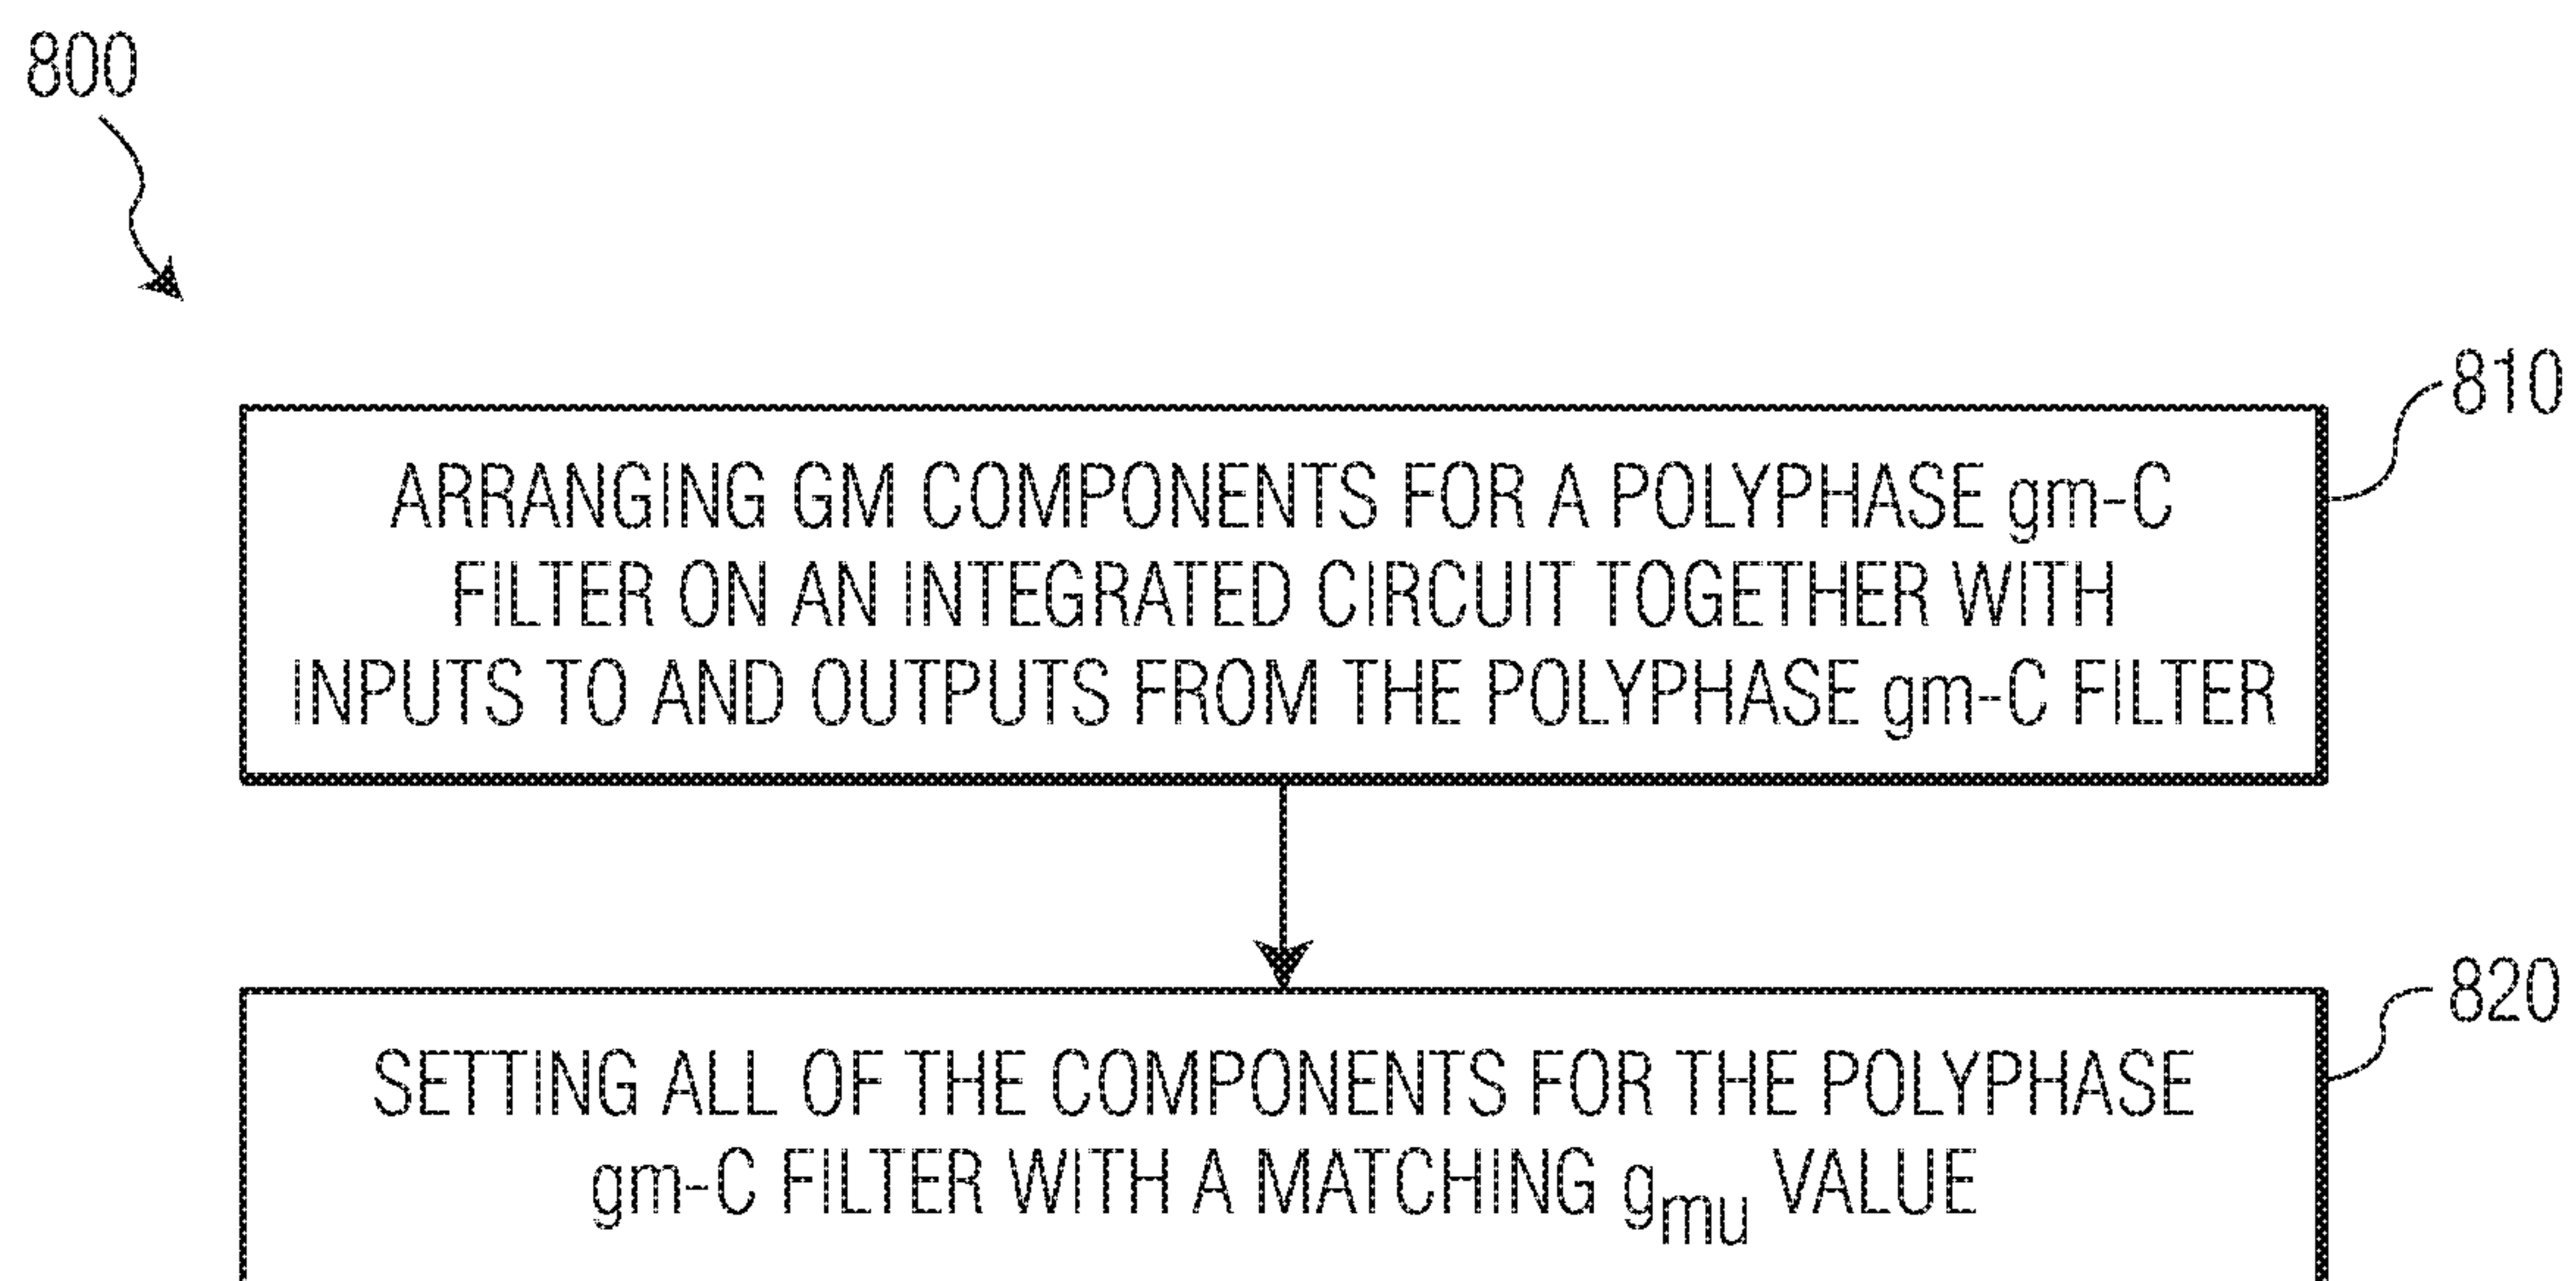 800
810
ARRANGING GM COMPONENTS FOR A POLYPHASE gm-C
FILTER ON AN INTEGRATED CIRCUIT TOGETHER WITH
INPUTS TO AND OUTPUTS FROM THE POLYPHASE gm-C FILTER
820
SETTING ALL OF THE COMPONENTS FOR THE POLYPHASE
gm-C FILTER WITH A MATCHING gmu VALUE